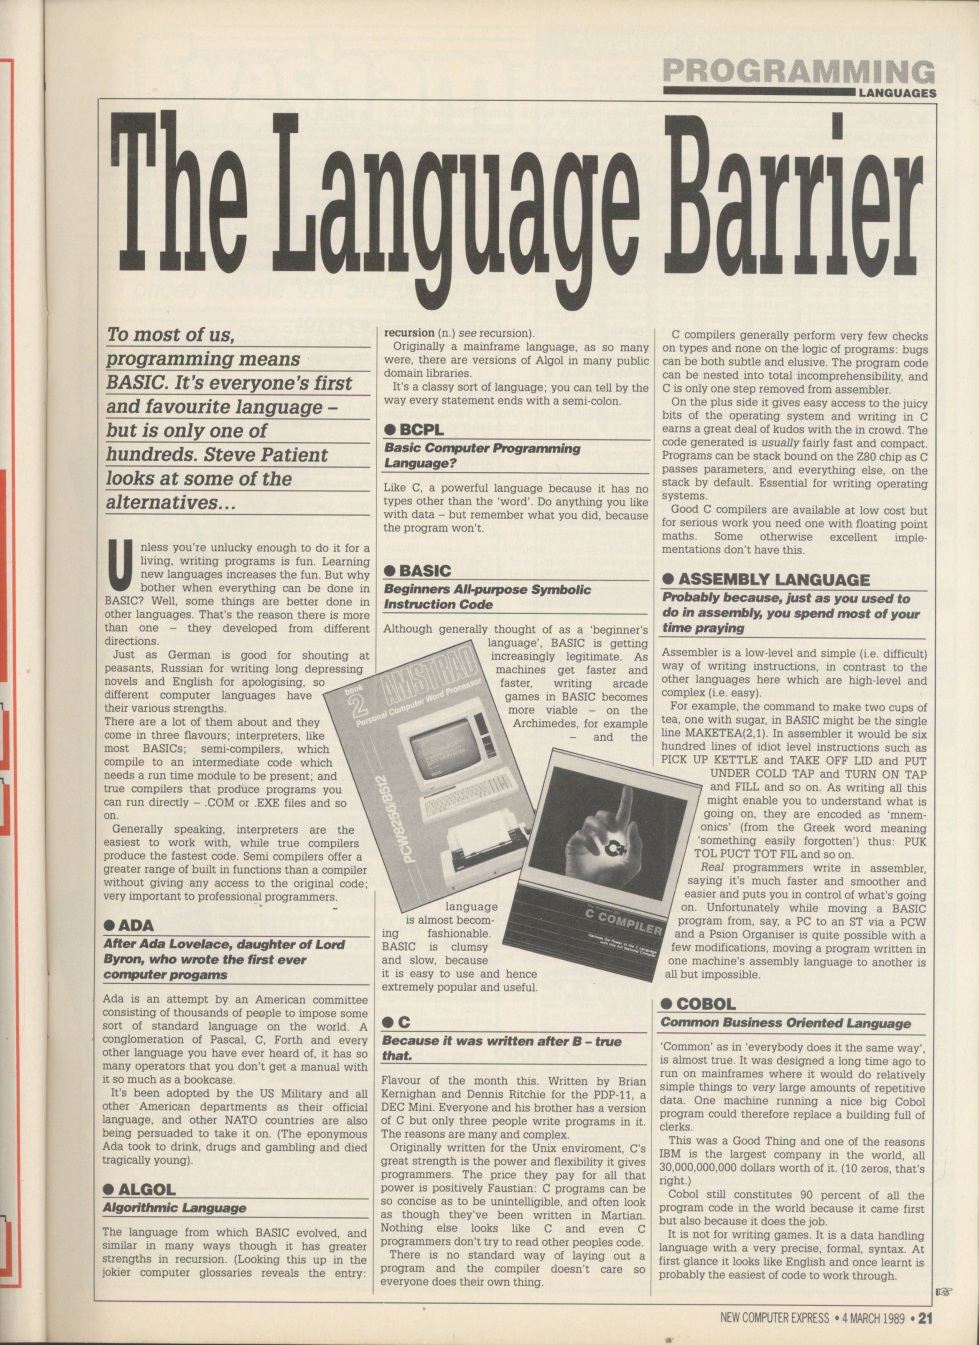 PROGRAMMING
LANGUAGES
The Language Barrier
To most of us,
programming means
BASIC. It's everyone's first
and favourite language –
but is only one of
hundreds. Steve Patient
looks at some of the
alternatives...
Unless you're unlucky enough to do it for a
living, writing programs is fun. Learning
new languages increases the fun. But why
bother when everything can be done in
BASIC? Well, some things are better done in
other languages. That's the reason there is more
than one – they developed from different
directions.
Just as German is good for shouting at
peasants, Russian for writing long depressing
novels and English for apologising, so
different computer languages have
their various strengths.
There are a lot of them about and they
come in three flavours; interpreters, like
most BASICs; semi-compilers, which
compile to an intermediate code which
needs a run time module to be present; and
true compilers that produce programs you
can run directly – .COM or .EXE files and so
on.
Generally speaking, interpreters are the
easiest to work with, while true compilers
produce the fastest code. Semi compilers offer a
greater range of built in functions than a compiler
without giving any access to the original code;
very important to professional programmers.
● ADA
After Ada Lovelace, daughter of Lord
Byron, who wrote the first ever
computer progams
Ada is an attempt by an American committee
consisting of thousands of people to impose some
sort of standard language on the world. A
conglomeration of Pascal, C, Forth and every
other language you have ever heard of, it has so
many operators that you don't get a manual with
it so much as a bookcase.
It's been adopted by the US Military and all
other American departments as their official
language, and other NATO countries are also
being persuaded to take it on. (The eponymous
Ada took to drink, drugs and gambling and died
tragically young).
● ALGOL
Algorithmic Language
The language from which BASIC evolved, and
similar in many ways though it has greater
strengths in recursion. (Looking this up in the
jokier computer glossaries reveals the entry:
recursion (n.) see recursion).
Originally a mainframe language, as so many
were, there are versions of Algol in many public
domain libraries.
It's a classy sort of language; you can tell by the
way every statement ends with a semi-colon.
● BCPL
Basic Computer Programming
Language?
Like C, a powerful language because it has no
types other than the 'word'. Do anything you like
with data – but remember what you did, because
the program won't.
● BASIC
Beginners All-purpose Symbolic
Instruction Code
Although generally thought of as a 'beginner's
language', BASIC is getting
increasingly legitimate. As
machines get faster and
faster, writing arcade
games in BASIC becomes
more viable – on the
Archimedes, for example
– and the
book
2
AMSTRAD
Personal Computer Word Processor
PCW8256/8512
C COMPILER
language
is almost becom-
ing fashionable.
BASIC is clumsy
and slow, because
it is easy to use and hence
extremely popular and useful.
● C
Because it was written after B – true
that.
Flavour of the month this. Written by Brian
Kernighan and Dennis Ritchie for the PDP-11, a
DEC Mini. Everyone and his brother has a version
of C but only three people write programs in it.
The reasons are many and complex.
Originally written for the Unix enviroment, C's
great strength is the power and flexibility it gives
programmers. The price they pay for all that
power is positively Faustian: C programs can be
so concise as to be unintelligible, and often look
as though they've been written in Martian.
Nothing else looks like C and even C
programmers don't try to read other peoples code.
There is no standard way of laying out a
program and the compiler doesn't care so
everyone does their own thing.
C compilers generally perform very few checks
on types and none on the logic of programs: bugs
can be both subtle and elusive. The program code
can be nested into total incomprehensibility, and
C is only one step removed from assembler.
On the plus side it gives easy access to the juicy
bits of the operating system and writing in C
earns a great deal of kudos with the in crowd. The
code generated is usually fairly fast and compact.
Programs can be stack bound on the Z80 chip as C
passes parameters, and everything else, on the
stack by default. Essential for writing operating
systems.
Good C compilers are available at low cost but
for serious work you need one with floating point
maths. Some otherwise excellent imple-
mentations don't have this.
● ASSEMBLY LANGUAGE
Probably because, just as you used to
do in assembly, you spend most of your
time praying
Assembler is a low-level and simple (i.e. difficult)
way of writing instructions, in contrast to the
other languages here which are high-level and
complex (i.e. easy).
For example, the command to make two cups of
tea, one with sugar, in BASIC might be the single
line MAKETEA(2,1). In assembler it would be six
hundred lines of idiot level instructions such as
PICK UP KETTLE and TAKE OFF LID and PUT
UNDER COLD TAP and TURN ON TAP
and FILL and so on. As writing all this
might enable you to understand what is
going on, they are encoded as 'mnem-
onics' (from the Greek word meaning
'something easily forgotten') thus: PUK
TOL PUCT TOT FIL and so on.
Real programmers write in assembler,
saying it's much faster and smoother and
easier and puts you in control of what's going
on. Unfortunately while moving a BASIC
program from, say, a PC to an ST via a PCW
and a Psion Organiser is quite possible with a
few modifications, moving a program written in
one machine's assembly language to another is
all but impossible.
● COBOL
Common Business Oriented Language
'Common' as in 'everybody does it the same way',
is almost true. It was designed a long time ago to
run on mainframes where it would do relatively
simple things to very large amounts of repetitive
data. One machine running a nice big Cobol
program could therefore replace a building full of
clerks.
This was a Good Thing and one of the reasons
IBM is the largest company in the world, all
30,000,000,000 dollars worth of it. (10 zeros, that's
right.)
Cobol still constitutes 90 percent of all the
program code in the world because it came first
but also because it does the job.
It is not for writing games. It is a data handling
language with a very precise, formal, syntax. At
first glance it looks like English and once learnt is
probably the easiest of code to work through.
NEW COMPUTER EXPRESS • 4 MARCH 1989 • 21